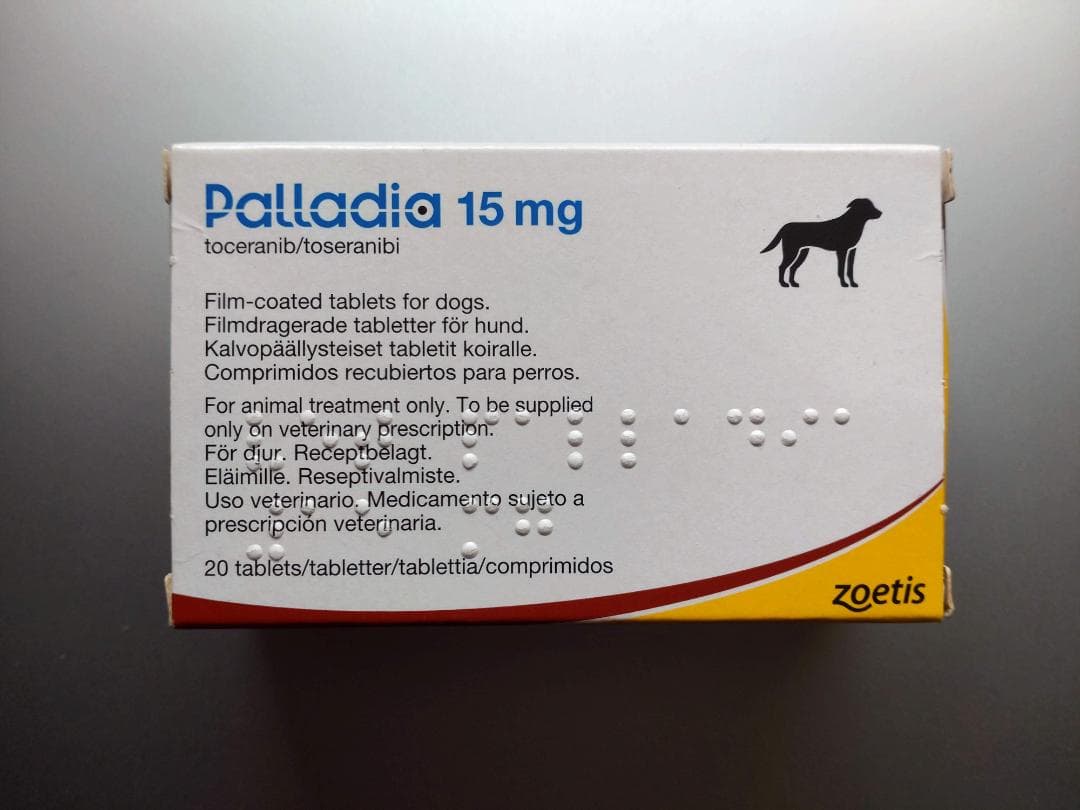 Palladia 15 mg
toceranib/toseranibi
Film-coated tablets for dogs.
Filmdragerade tabletter för hund.
Kalvopäällysteiset tabletit koiralle.
Comprimidos recubiertos para perros.
For animal treatment only. To be supplied
only on veterinary prescription.
För djur. Receptbelagt.
Eläimille. Reseptivalmiste.
Uso veterinario. Medicamento sujeto a
prescripción veterinaria.
20 tablets/tabletter/tablettia/comprimidos
zoetis